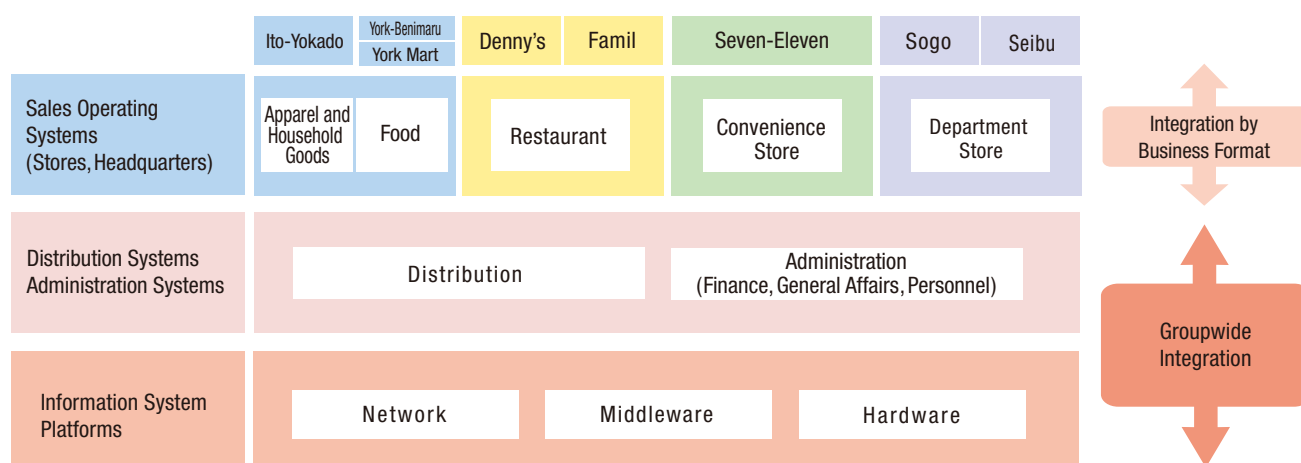 Ito-Yokado
York-Benimaru
York Mart
Denny's
Famil
Seven-Eleven
Sogo
Seibu
Sales Operating
Systems
(Stores, Headquarters)
Apparel and
Household
Goods
Food
Restaurant
Convenience
Store
Department
Store
Integration by
Business Format
Distribution Systems
Administration Systems
Distribution
Administration
(Finance, General Affairs, Personnel)
Groupwide
Integration
Information System
Platforms
Network
Middleware
Hardware